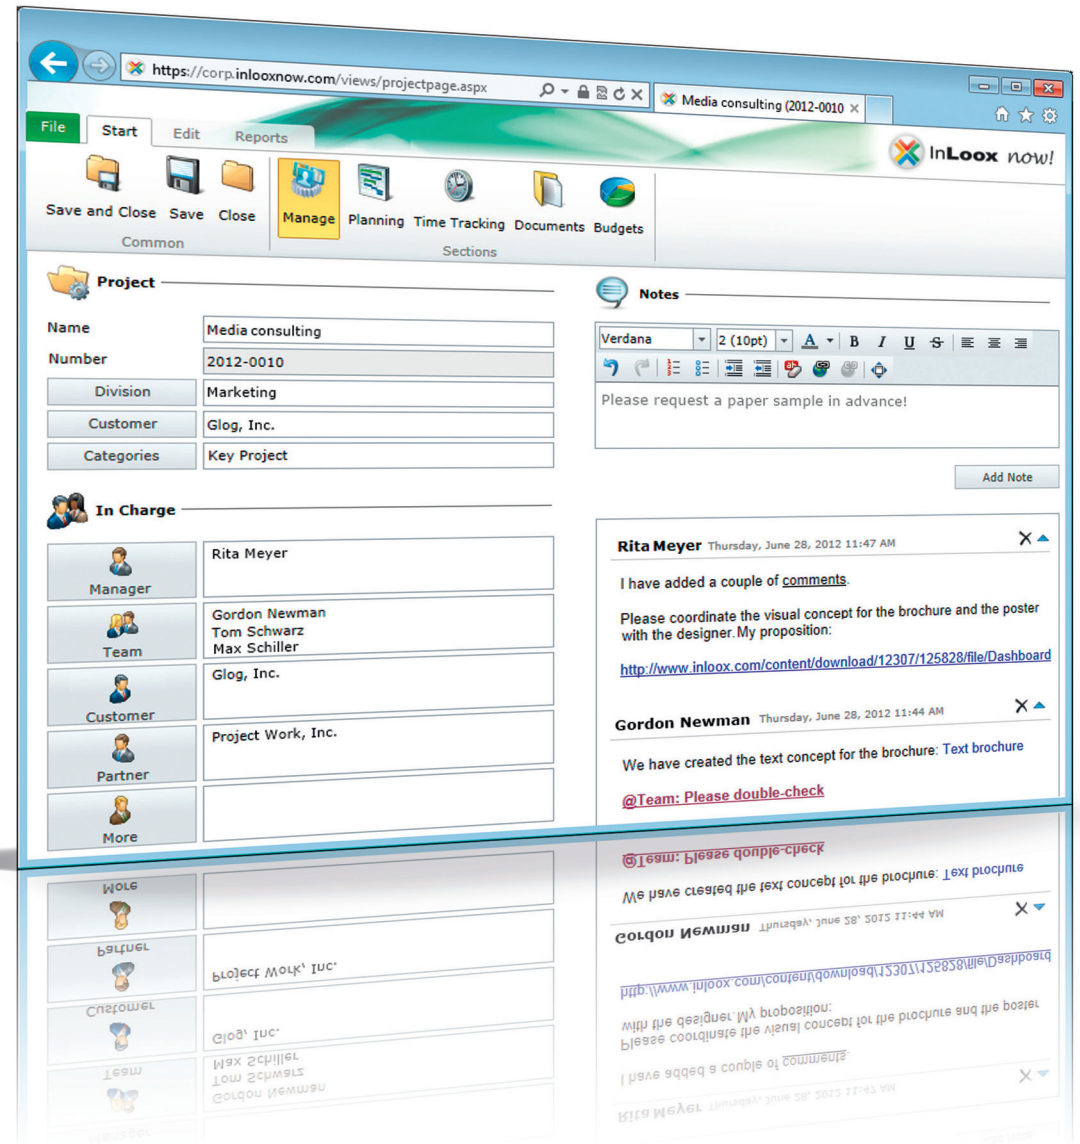 https://corp.inlooxnow.com/views/projectpage.aspx
Media consulting (2012-0010
File
Start
Edit
Reports
InLoox now!
Save and Close
Save
Close
Manage
Planning
Time Tracking
Documents
Budgets
Common
Sections
Project
Name
Media consulting
Number
2012-0010
Division
Marketing
Customer
Glog, Inc.
Categories
Key Project
In Charge
Manager
Rita Meyer
Team
Gordon Newman
Tom Schwarz
Max Schiller
Customer
Glog, Inc.
Partner
Project Work, Inc.
More
Notes
Verdana
2 (10pt)
A
B I U S
Please request a paper sample in advance!
Add Note
Rita Meyer Thursday, June 28, 2012 11:47 AM
I have added a couple of comments.
Please coordinate the visual concept for the brochure and the poster
with the designer. My proposition:
http://www.inloox.com/content/download/12307/125828/file/Dashboard
Gordon Newman Thursday, June 28, 2012 11:44 AM
We have created the text concept for the brochure: Text brochure
@Team: Please double-check